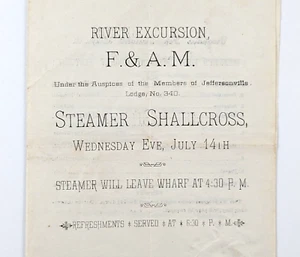 RIVER EXCURSION,
F. & A. M.
Under the Auspices of the Members of Jeffersonville
Lodge, No. 340.
STEAMER SHALLCROSS,
WEDNESDAY EVE, JULY 14TH
STEAMER WILL LEAVE WHARF AT 4:30 P. M.
REFRESHMENTS SERVED AT 6:30 P. M.